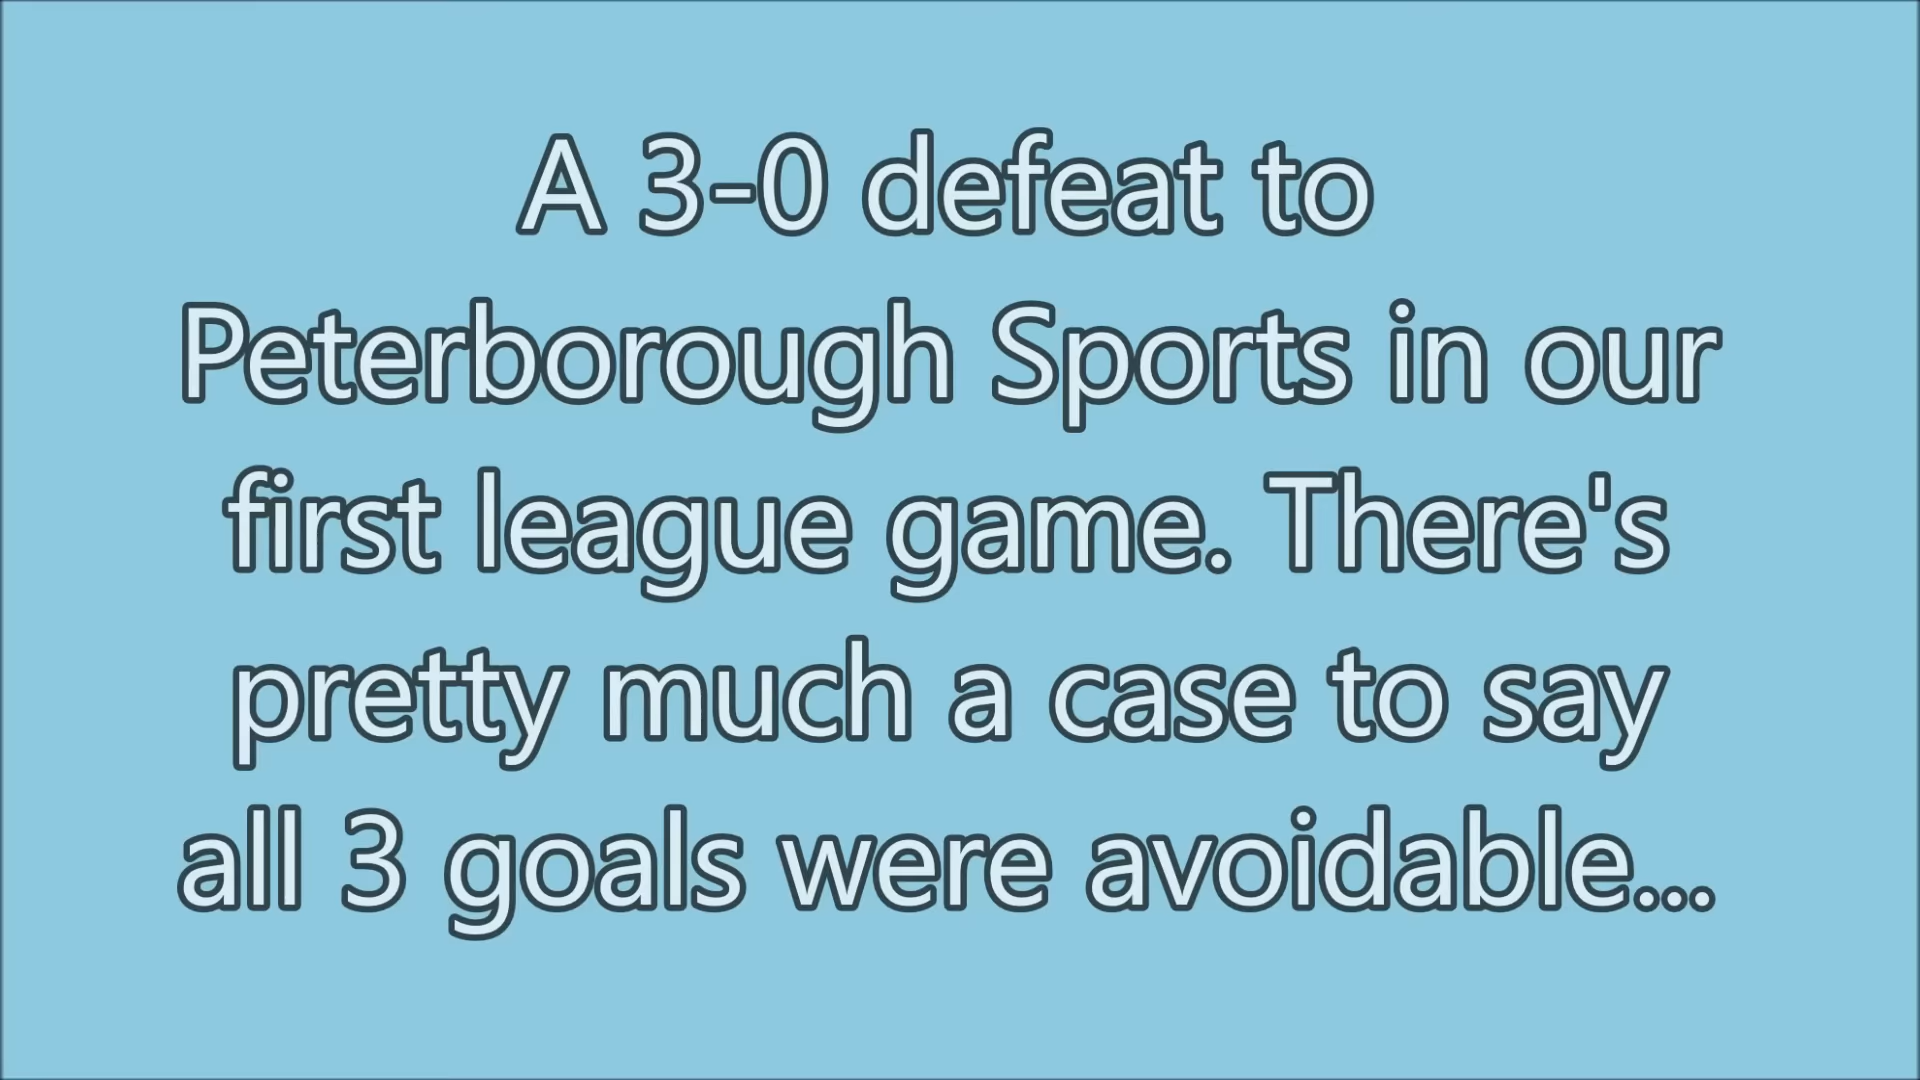 A 3-0 defeat to
Peterborough Sports in our
first league game. There's
pretty much a case to say
all 3 goals were avoidable...